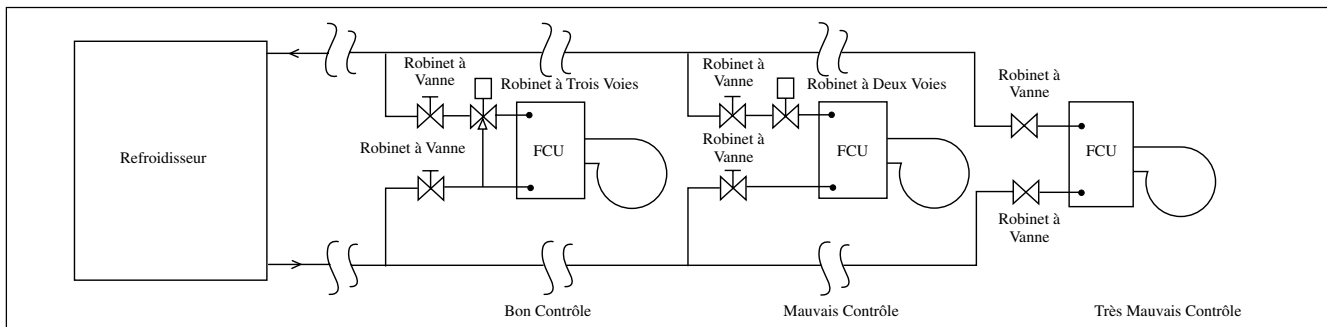 Refroidisseur
Robinet à
Vanne
Robinet à Trois Voies
Robinet à Vanne
FCU
Bon Contrôle
Robinet à
Vanne
Robinet à Deux Voies
Robinet à
Vanne
FCU
Mauvais Contrôle
Robinet à
Vanne
FCU
Robinet à
Vanne
Très Mauvais Contrôle